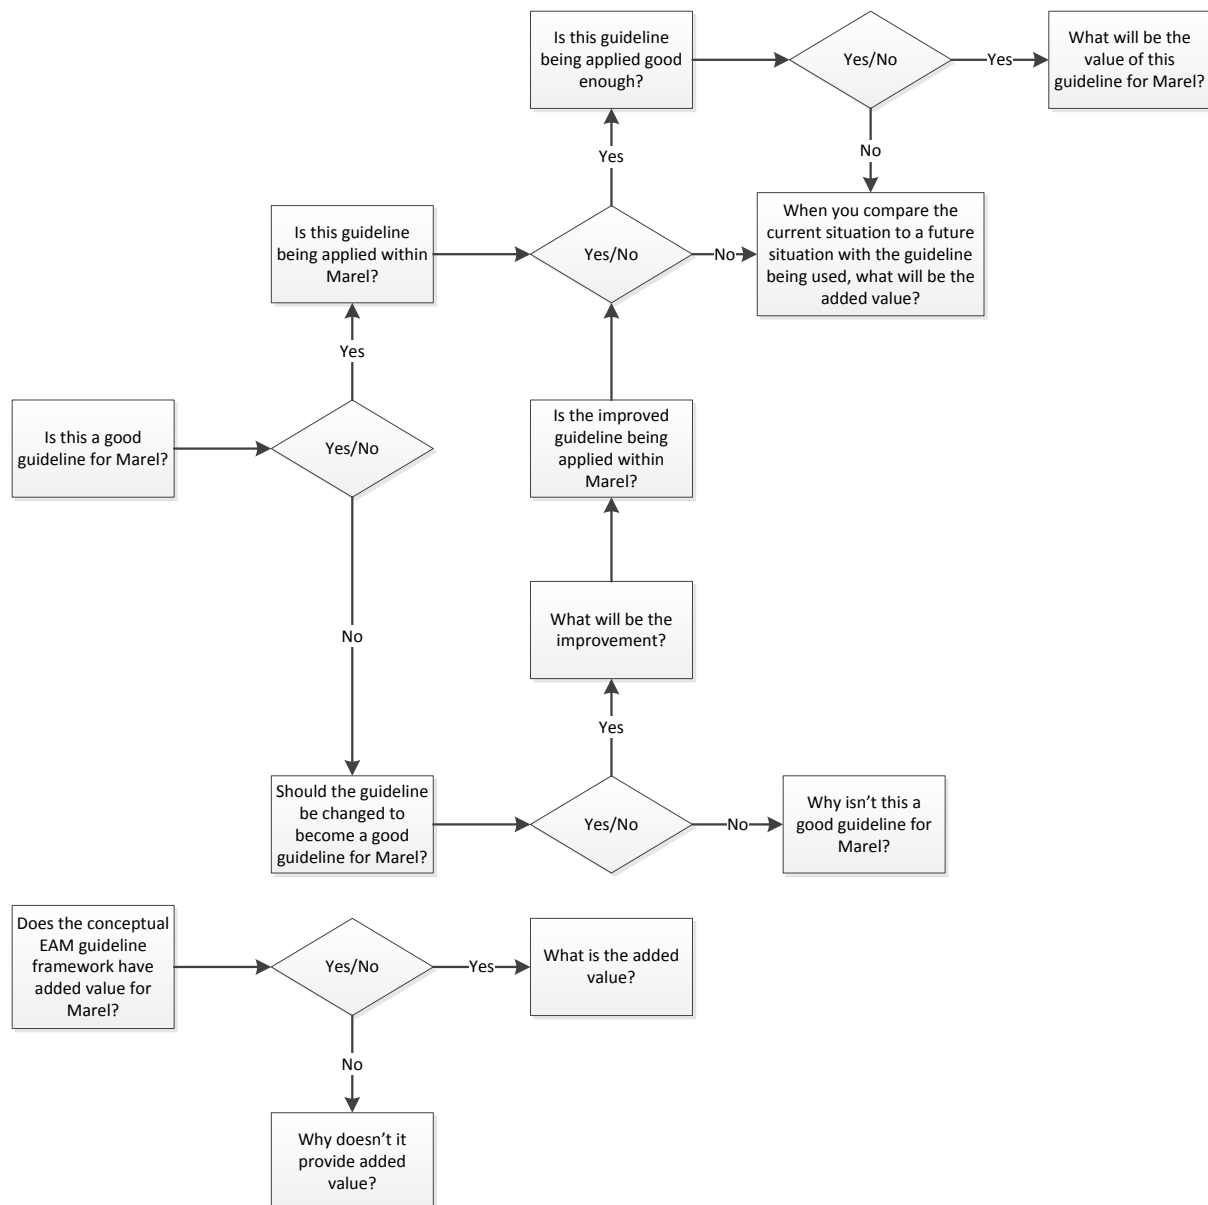 Is this guideline
being applied good
enough?
Yes/No
Yes
What will be the
value of this
guideline for Marel?
Yes
No
Is this guideline
being applied within
Marel?
Yes/No
No
When you compare the
current situation to a future
situation with the guideline
being used, what will be the
added value?
Yes
Is this a good
guideline for Marel?
Yes/No
Is the improved
guideline being
applied within
Marel?
No
What will be the
improvement?
Yes
Should the guideline
be changed to
become a good
guideline for Marel?
Yes/No
No
Why isn’t this a
good guideline for
Marel?
Does the conceptual
EAM guideline
framework have
added value for
Marel?
Yes/No
Yes
What is the added
value?
No
Why doesn’t it
provide added
value?